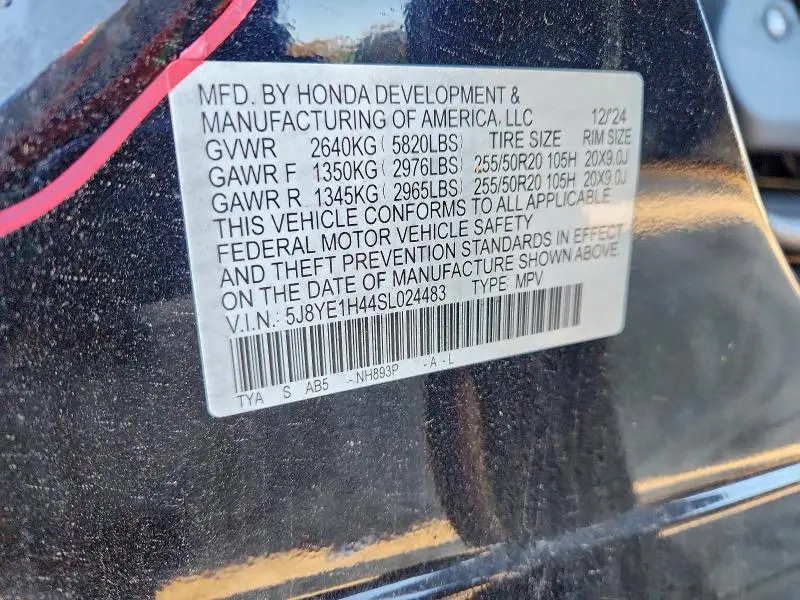 MFD. BY HONDA DEVELOPMENT &
MANUFACTURING OF AMERICA, LLC 12/'24
GVWR 2640KG ( 5820LBS) TIRE SIZE RIM SIZE
GAWR F 1350KG ( 2976LBS) 255/50R20 105H 20X9.0J
GAWR R 1345KG ( 2965LBS) 255/50R20 105H 20X9.0J
THIS VEHICLE CONFORMS TO ALL APPLICABLE
FEDERAL MOTOR VEHICLE SAFETY
AND THEFT PREVENTION STANDARDS IN EFFECT
ON THE DATE OF MANUFACTURE SHOWN ABOVE.
V.I.N.: 5J8YE1H44SL024483 TYPE: MPV
TYA S AB5 -NH893P -A -L